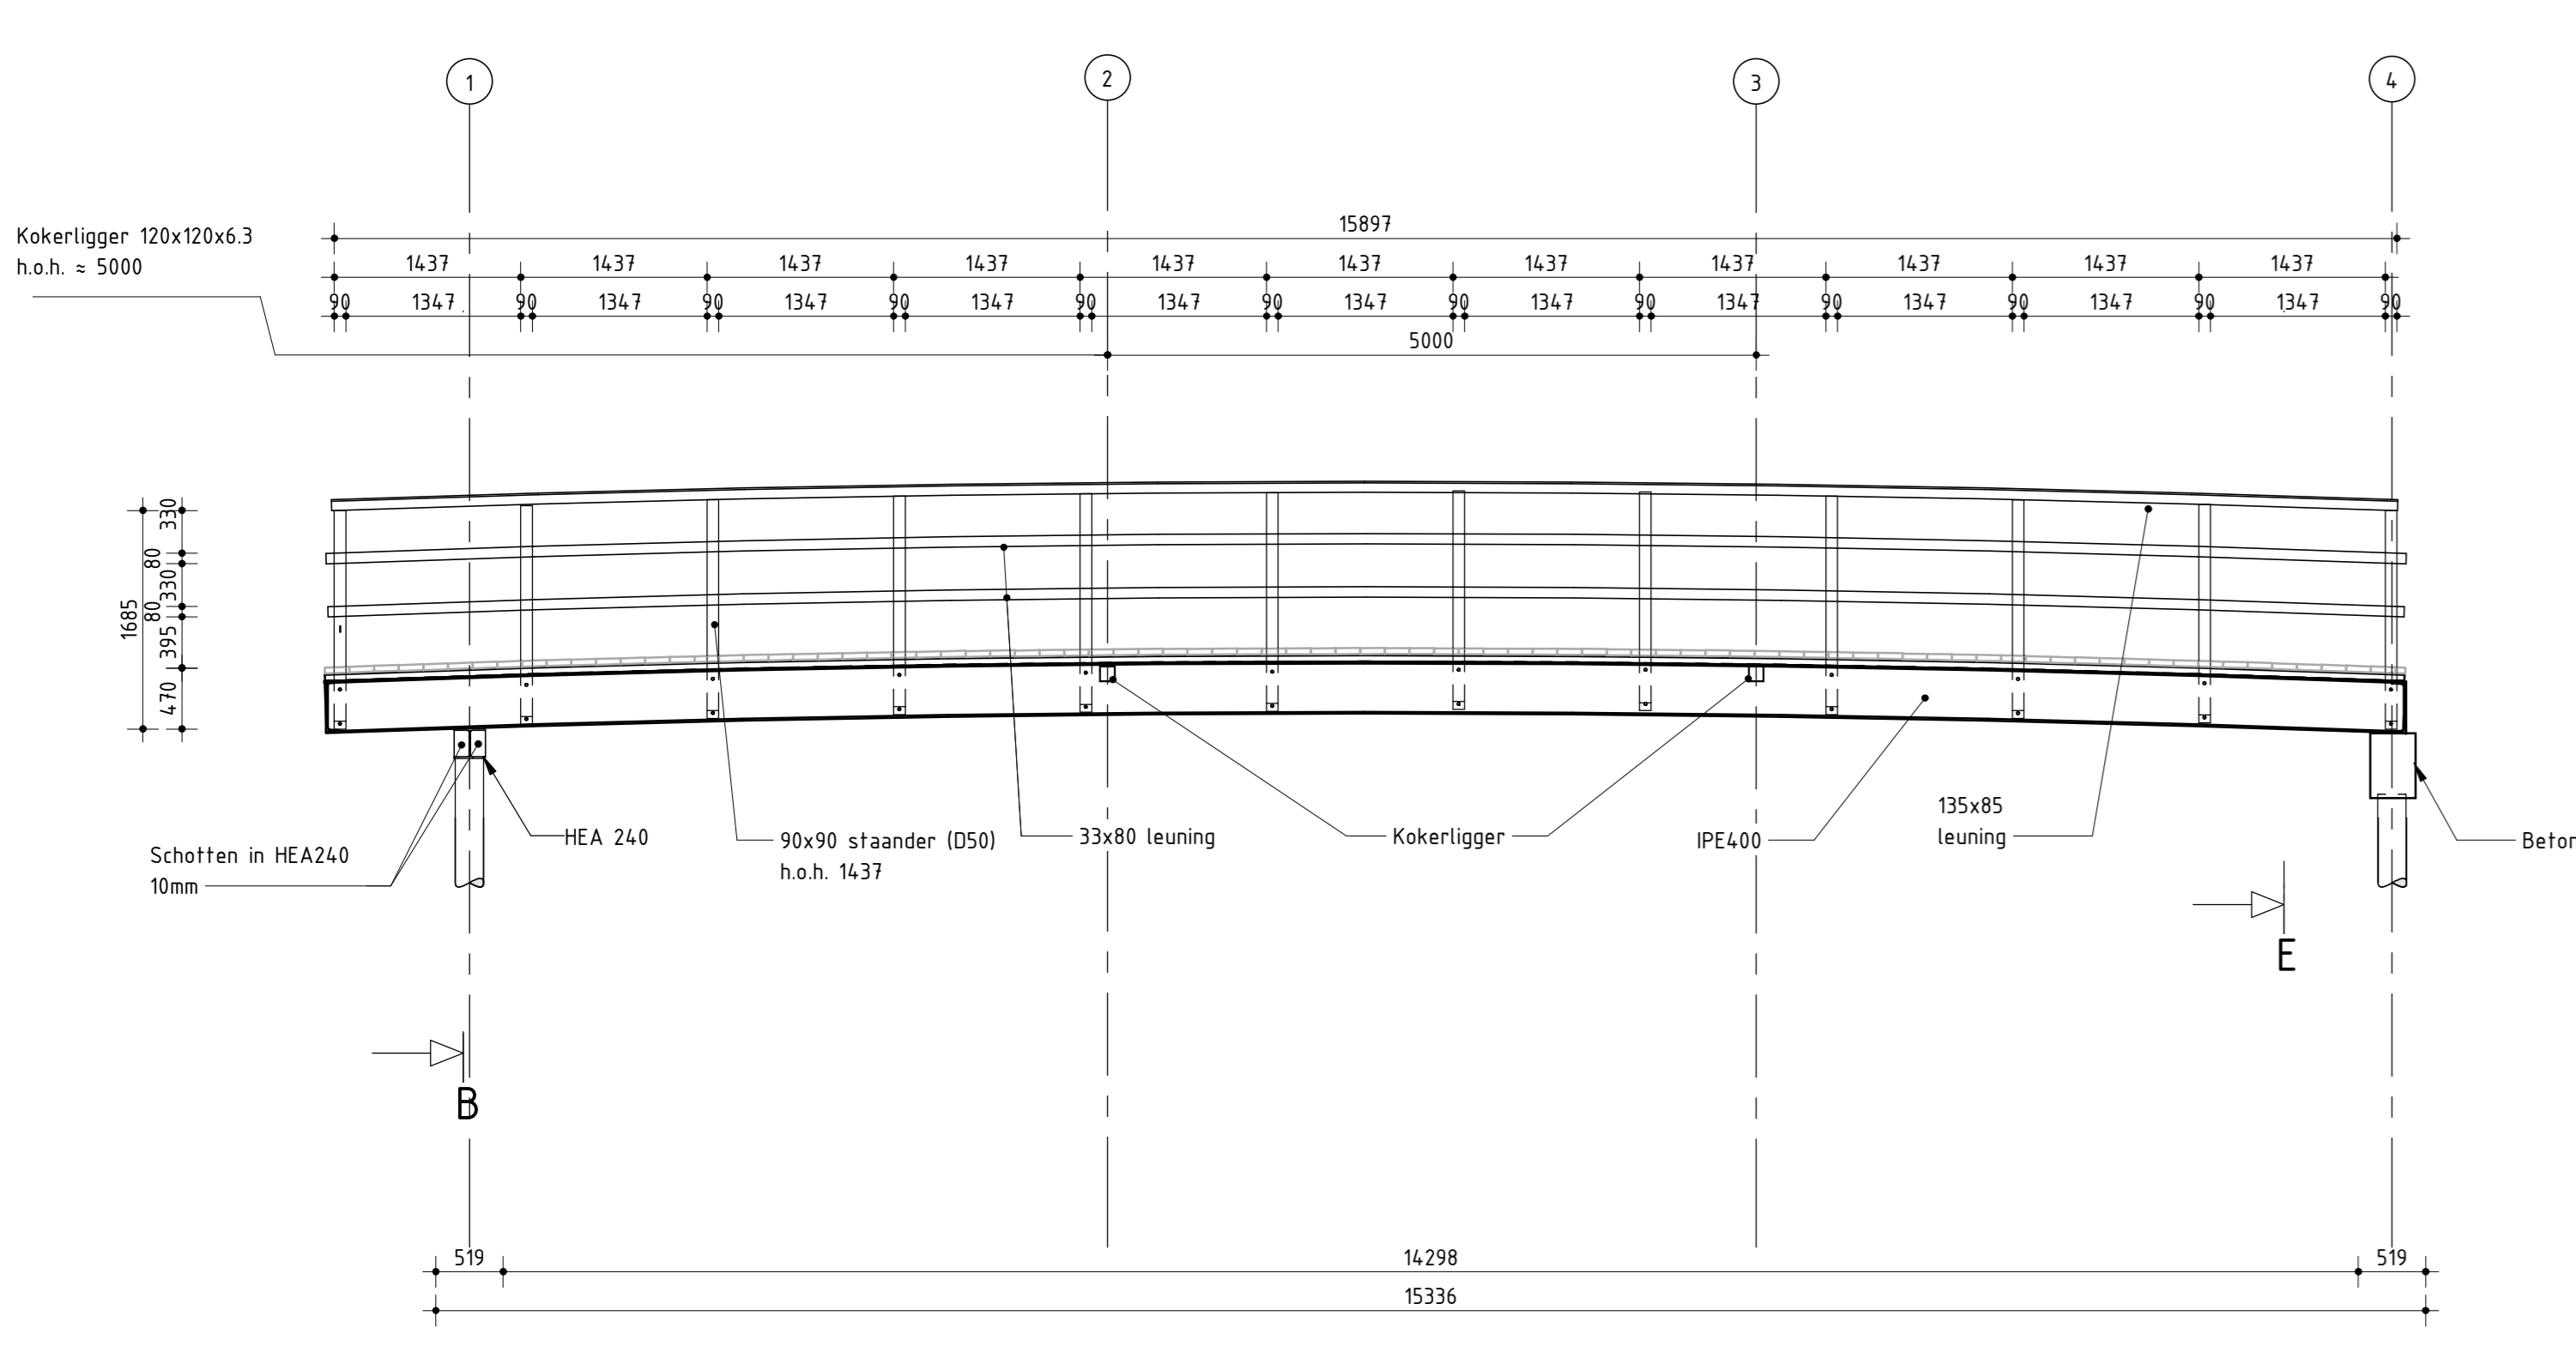 1
2
3
4
15897
Kokerligger 120x120x6.3
h.o.h. ≈ 5000
1437 1437 1437 1437 1437 1437 1437 1437 1437 1437 1437
90 1347 90 1347 90 1347 90 1347 90 1347 90 1347 90 1347 90 1347 90 1347 90 1347 90 1347 90
5000
330
80
330
80
395
470
1685
Schotten in HEA240
10mm
HEA 240
90x90 staander (D50)
h.o.h. 1437
33x80 leuning
Kokerligger
IPE400
135x85
leuning
Beton
E
B
519 14298 519
15336